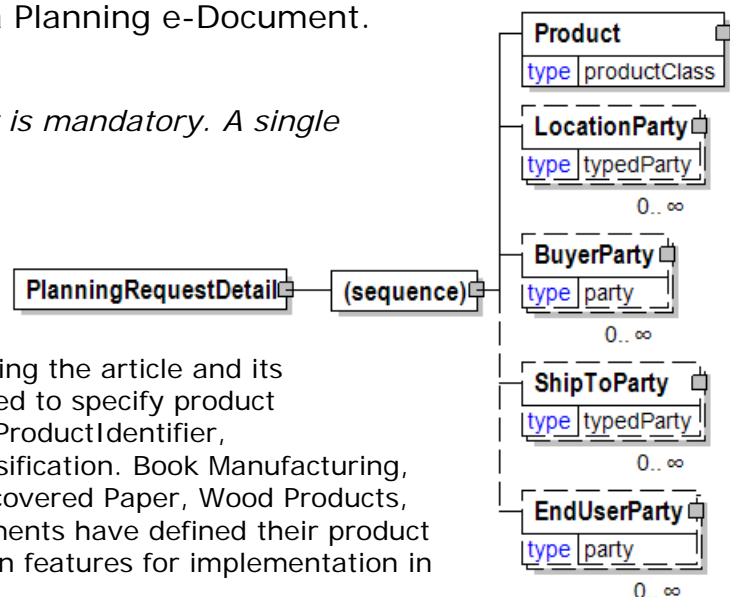 Planning e-Document.
is mandatory. A single
PlanningRequestDetail
(sequence)
Product
type productClass
LocationParty
type typedParty
0.. ∞
BuyerParty
type party
0.. ∞
ShipToParty
type typedParty
0.. ∞
EndUserParty
type party
0.. ∞
ing the article and its
ed to specify product
ProductIdentifier,
sification. Book Manufacturing,
covered Paper, Wood Products,
nents have defined their product
n features for implementation in